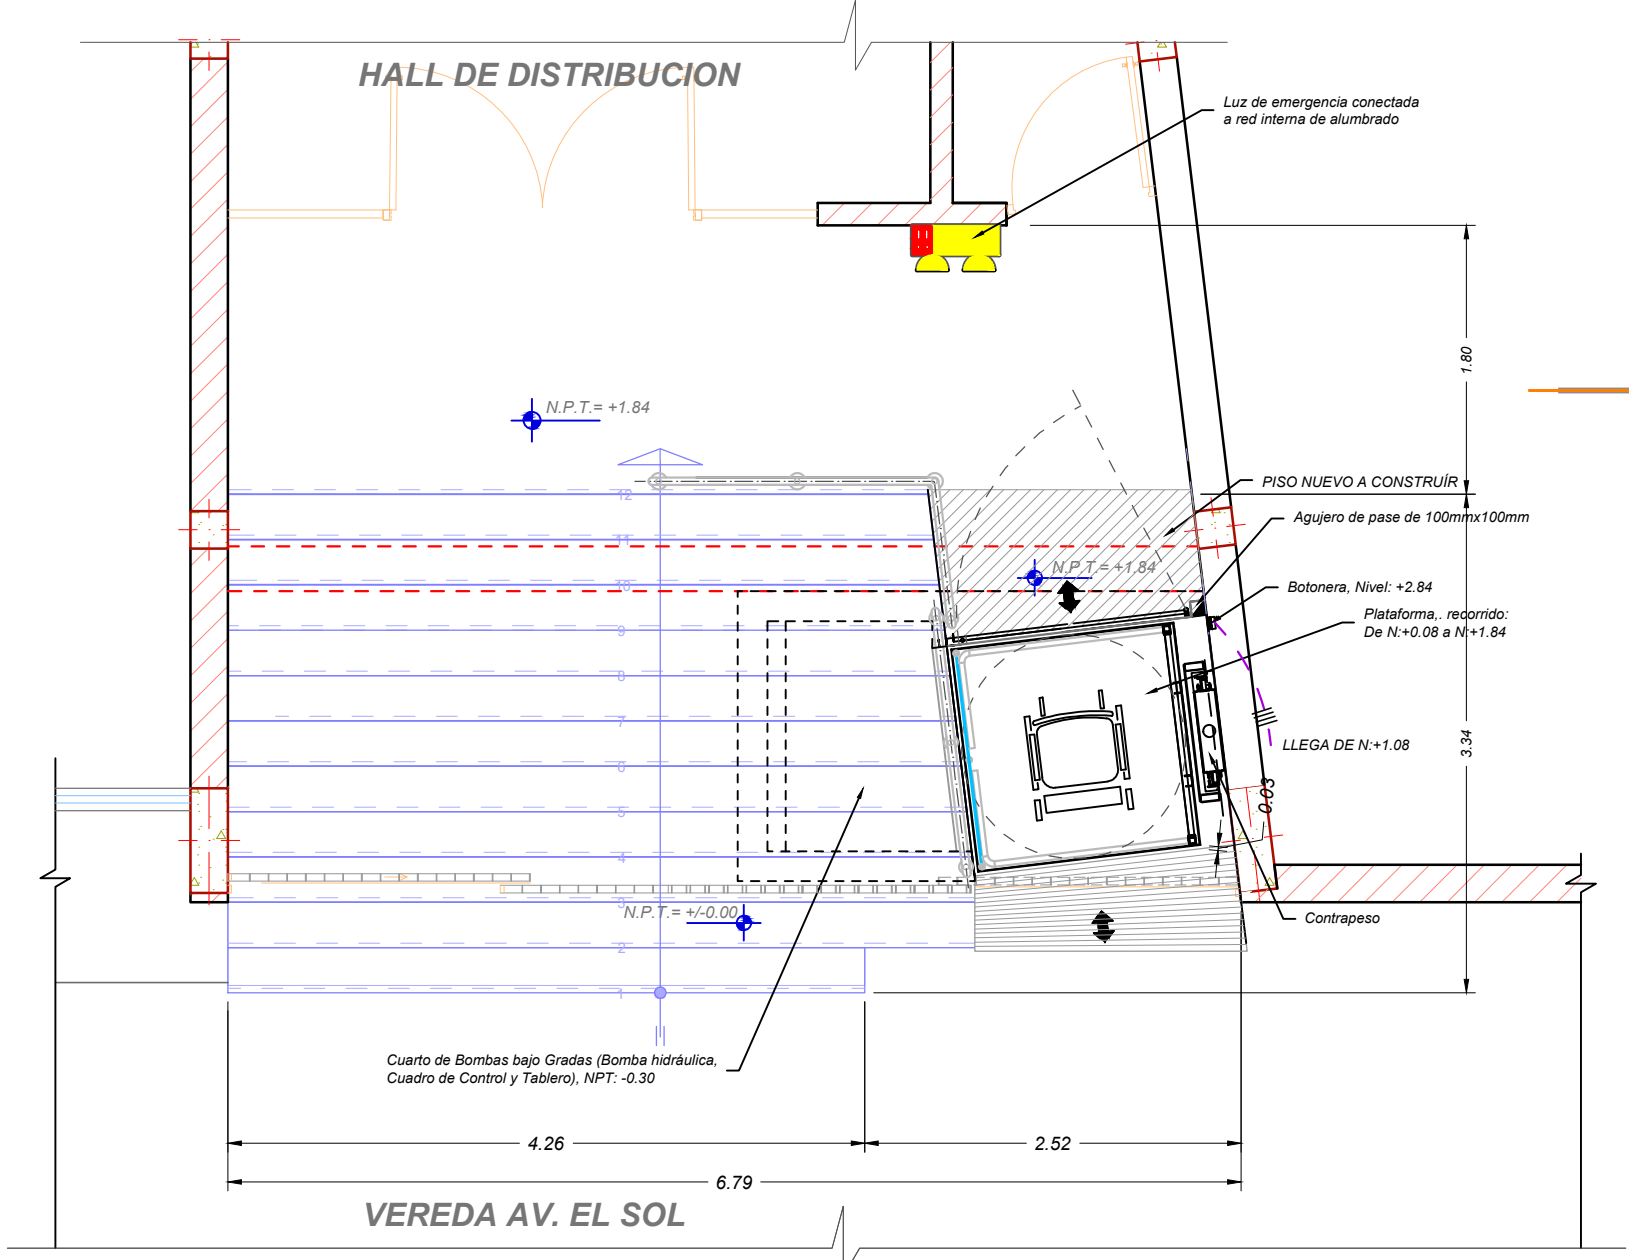 HALL DE DISTRIBUCION
Luz de emergencia conectada
a red interna de alumbrado
1.80
N.P.T.= +1.84
PISO NUEVO A CONSTRUÍR
12
Agujero de pase de 100mmx100mm
11
N.P.T.= +1.84
10
Botonera, Nivel: +2.84
Plataforma,. recorrido:
De N:+0.08 a N:+1.84
9
8
7
LLEGA DE N:+1.08
3.34
6
0.03
5
4
3
N.P.T.= +/-0.00
Contrapeso
2
1
Cuarto de Bombas bajo Gradas (Bomba hidráulica,
Cuadro de Control y Tablero), NPT: -0.30
4.26
2.52
6.79
VEREDA AV. EL SOL